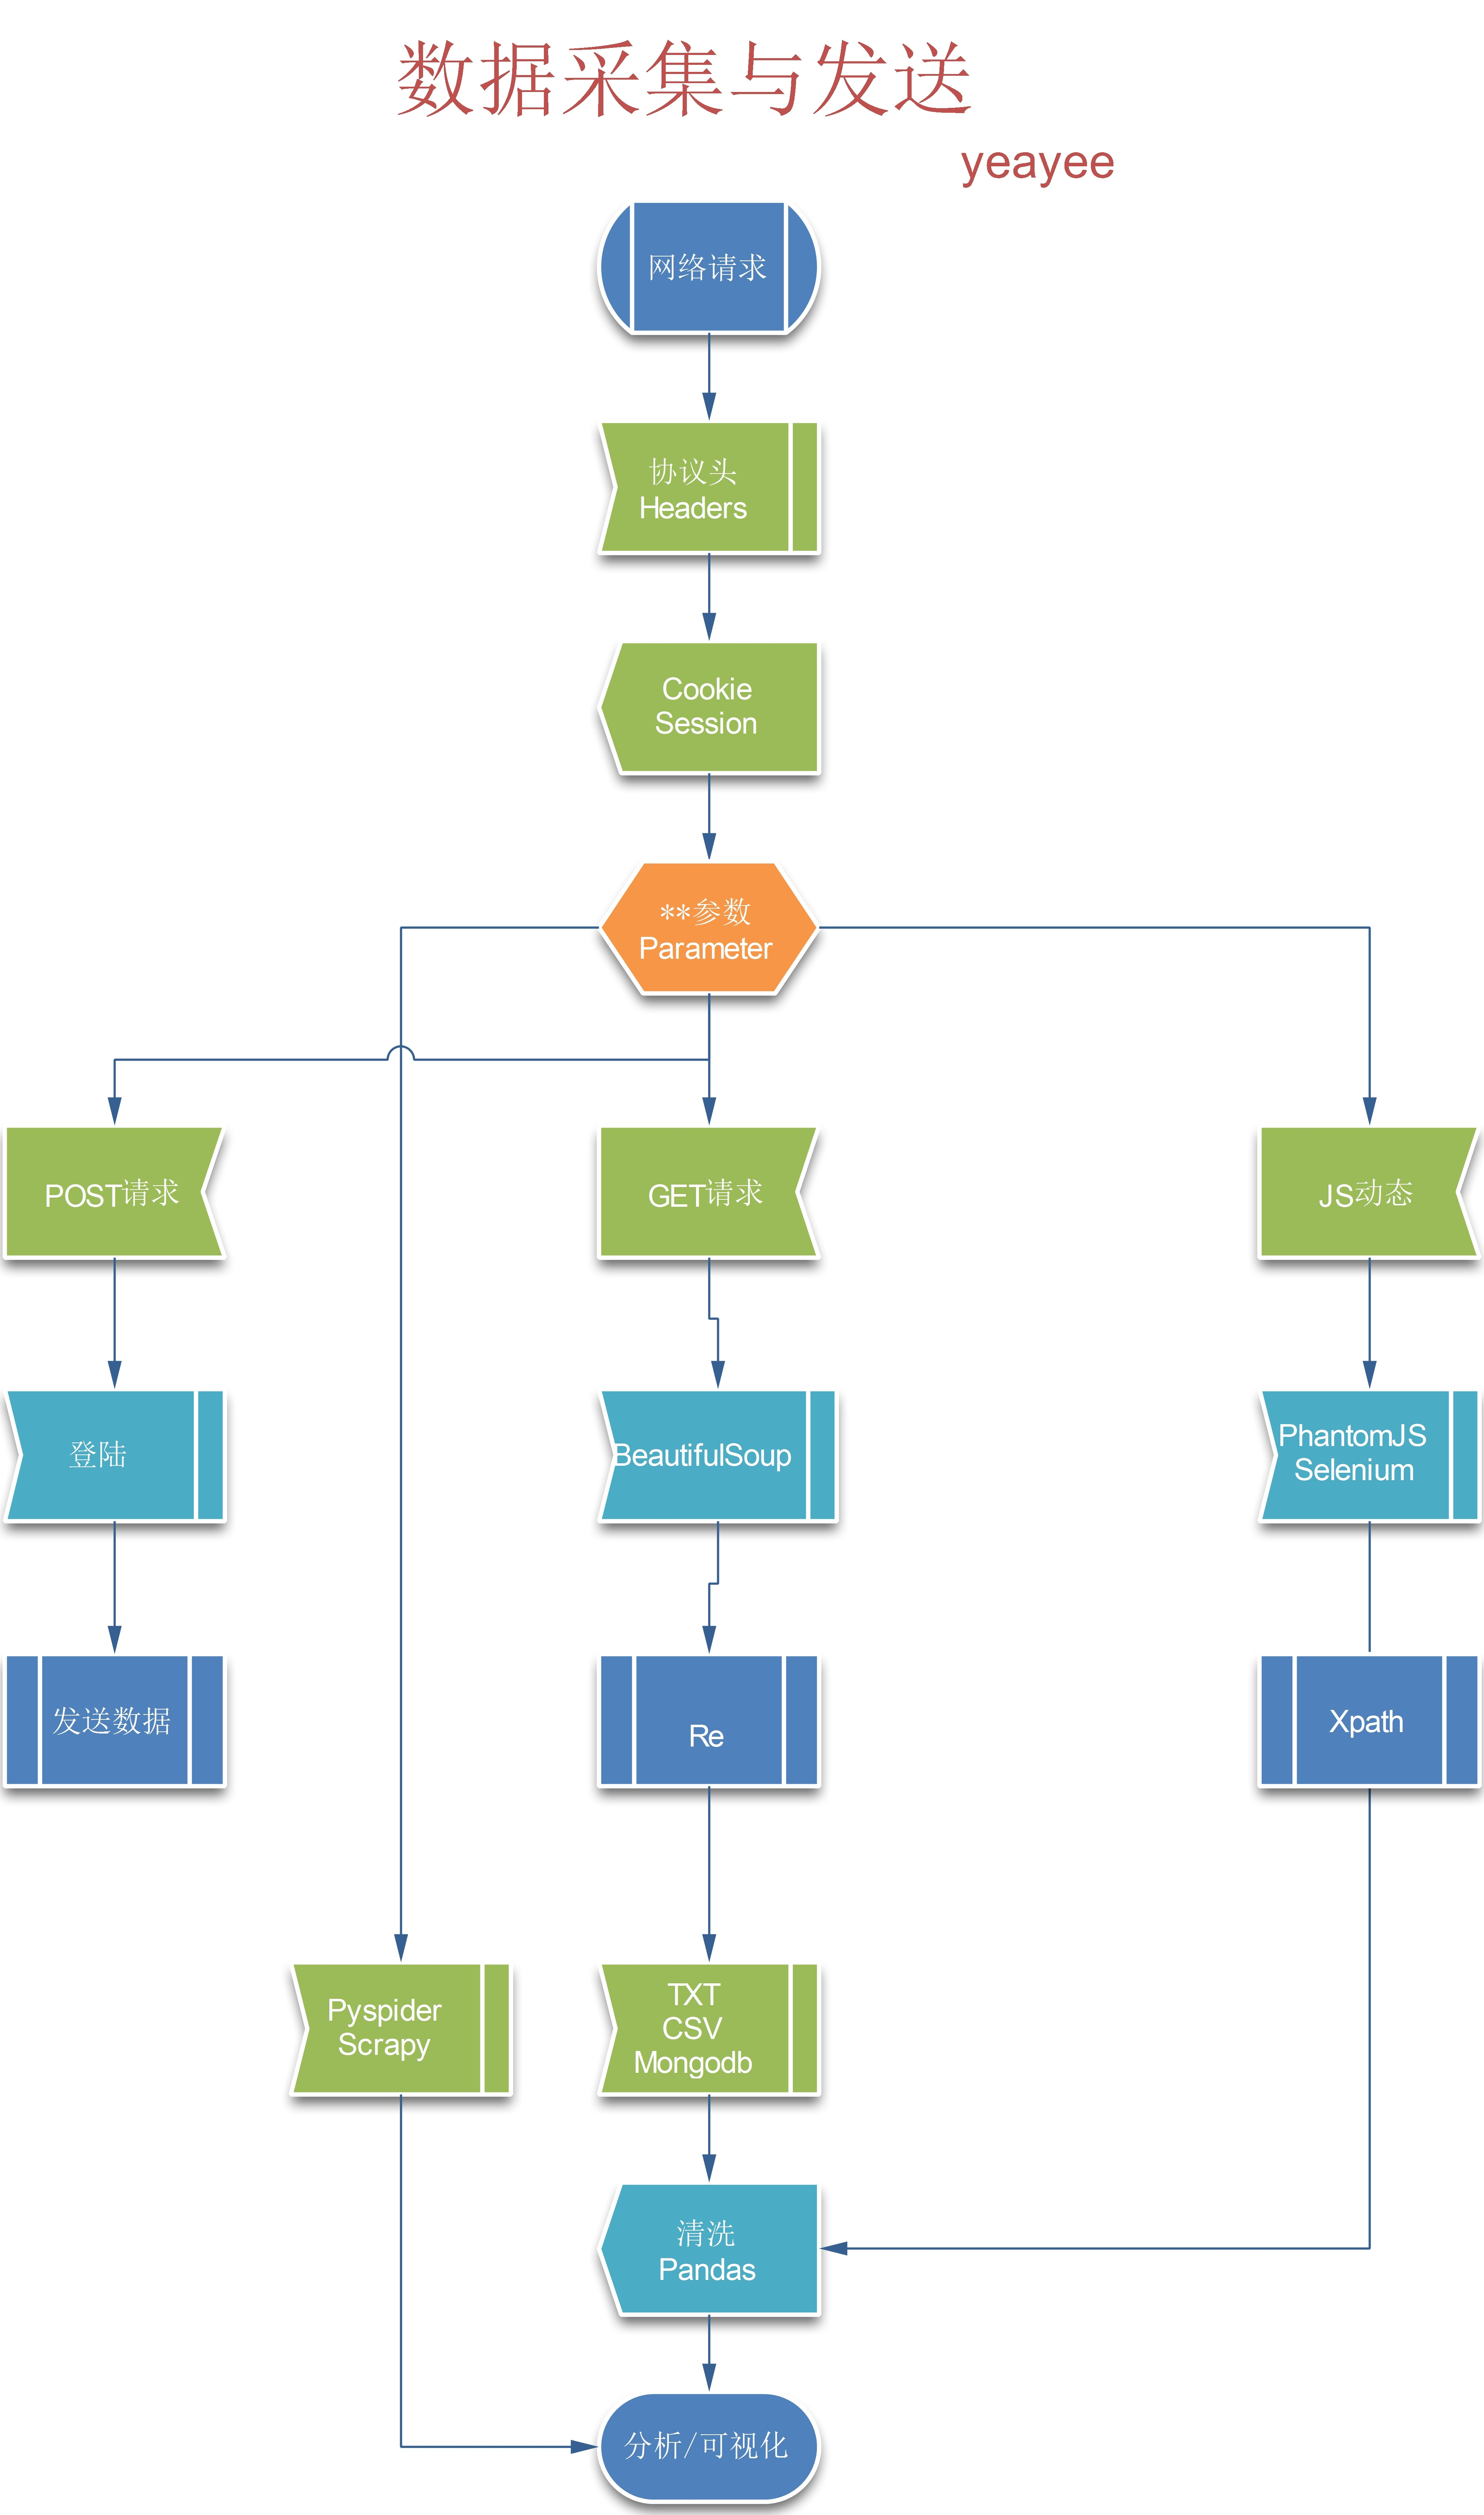 数据采集与发送
yeayee
网络请求
协议头
Headers
Cookie
Session
**参数
Parameter
POST请求
GET请求
JS动态
登陆
BeautifulSoup
PhantomJS
Selenium
发送数据
Re
Xpath
Pyspider
Scrapy
TXT
CSV
Mongodb
清洗
Pandas
分析/可视化